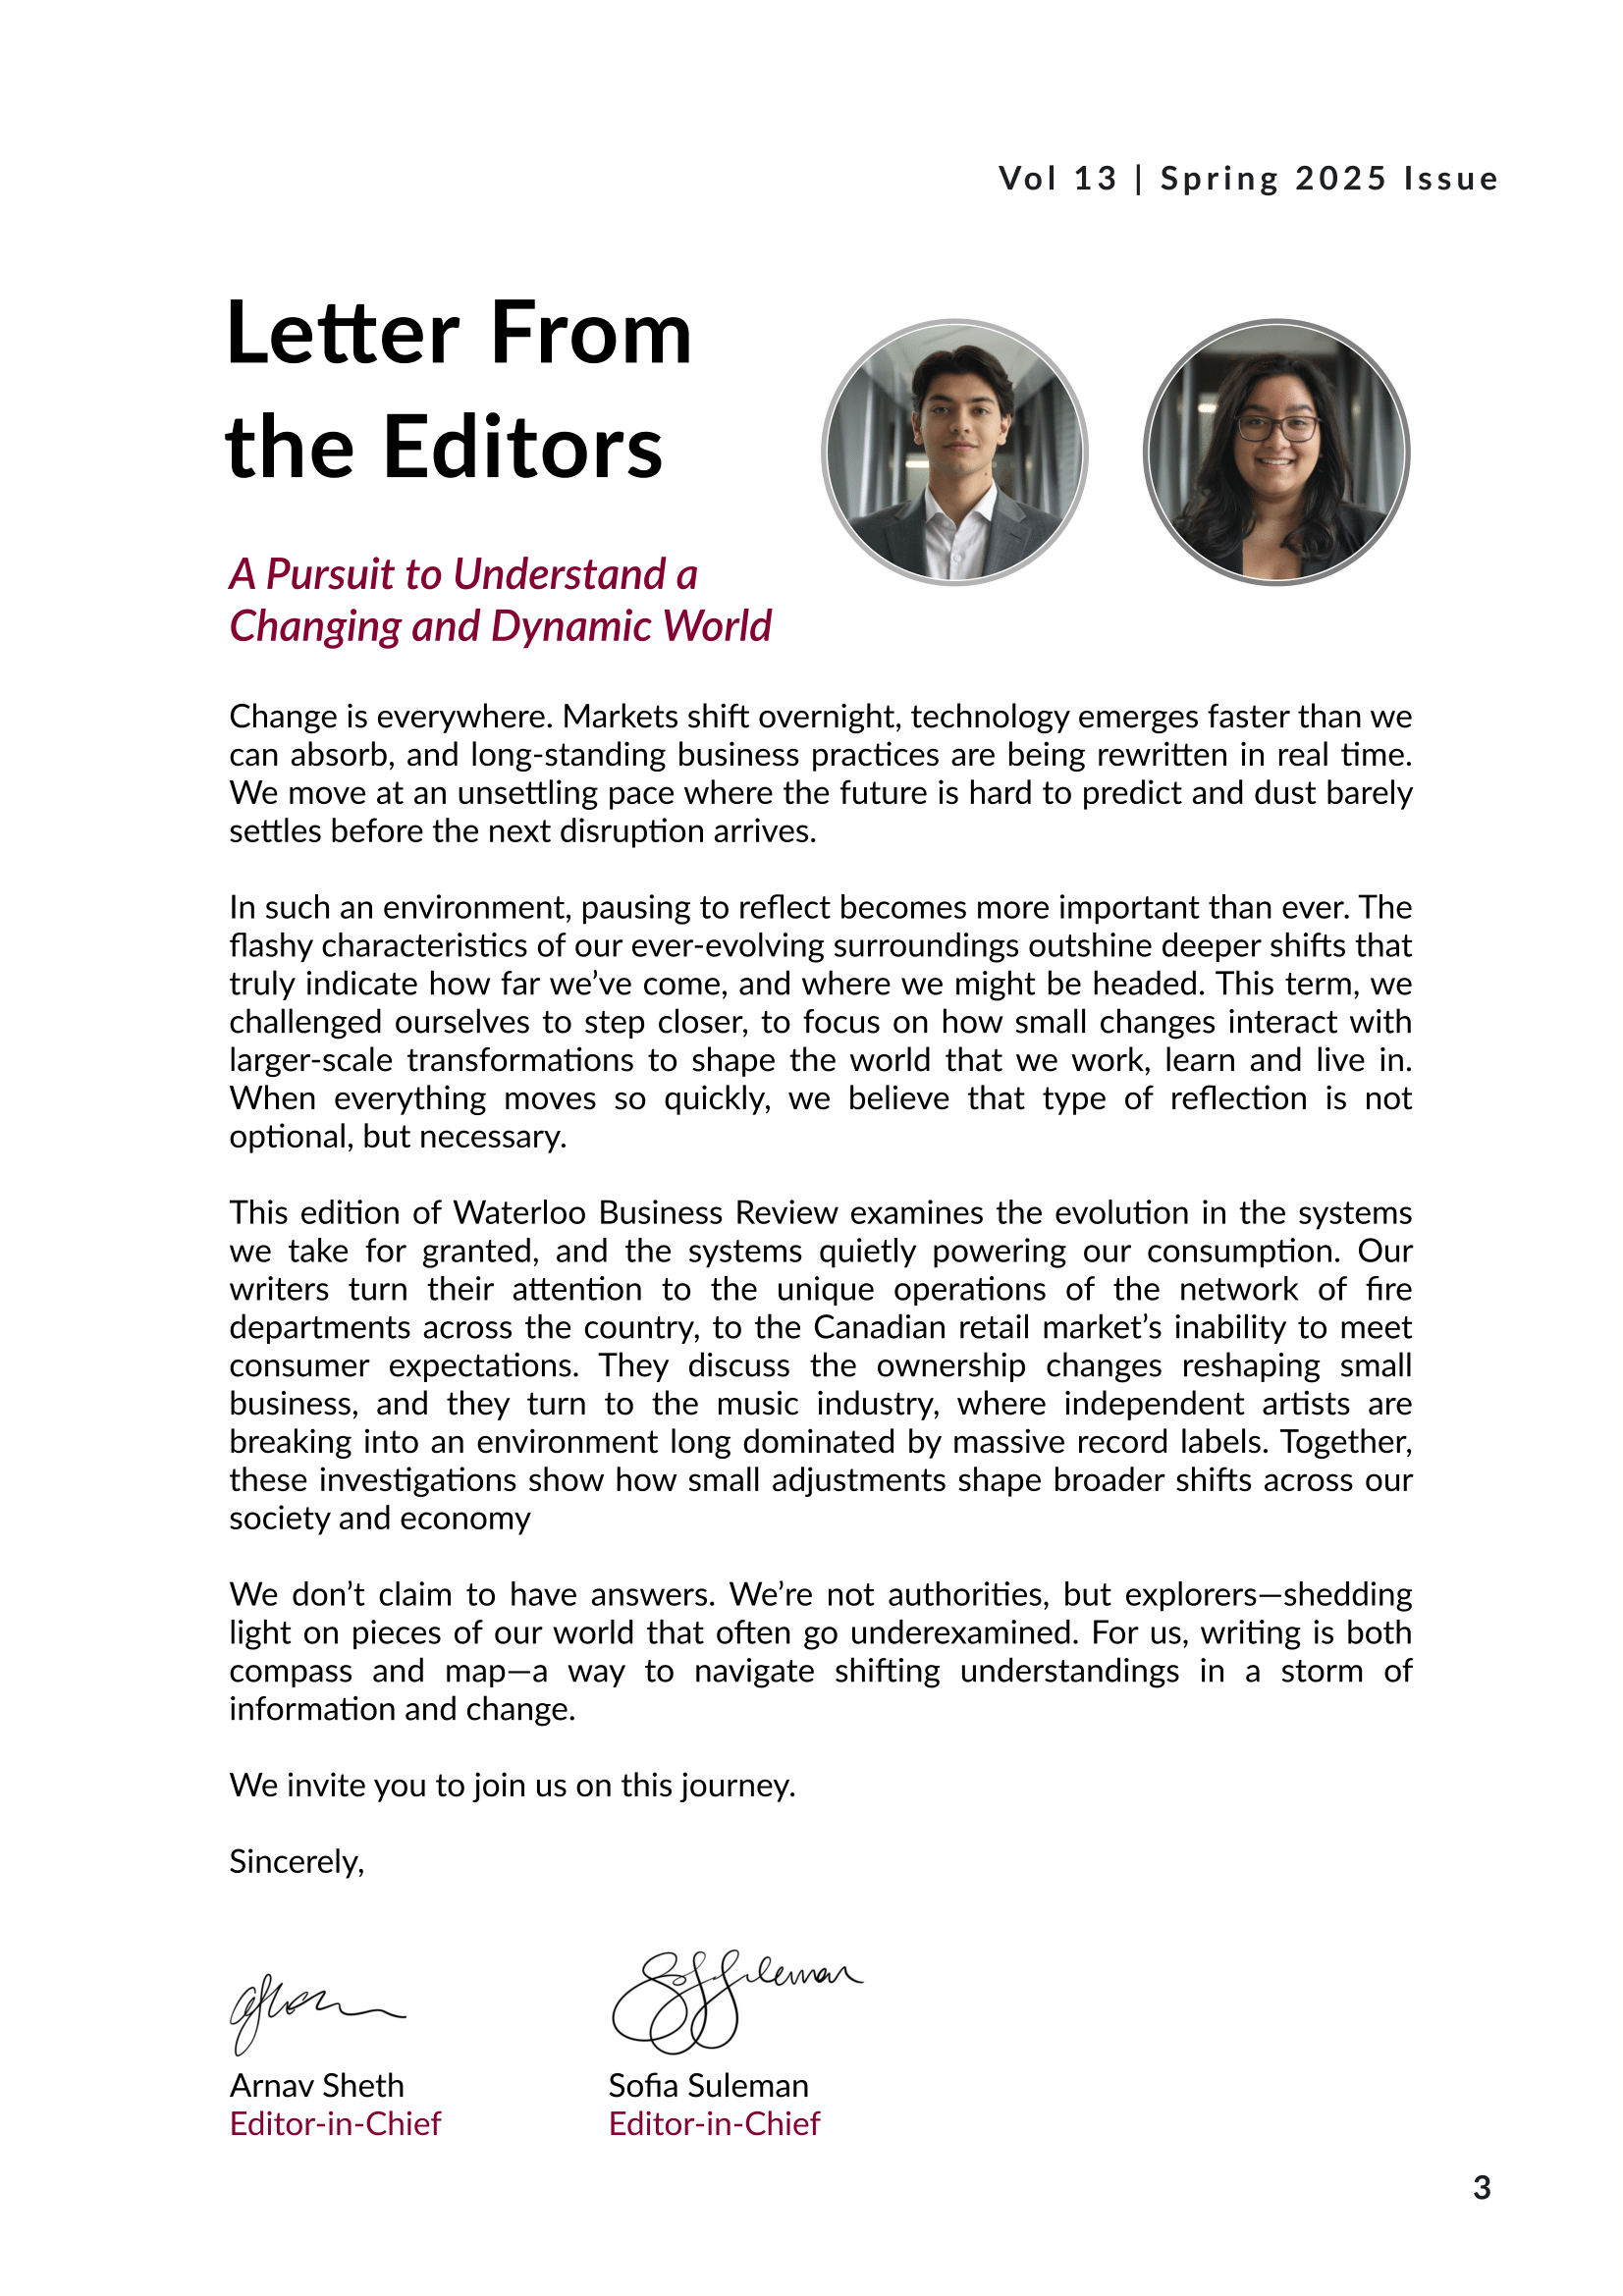 Vol 13 | Spring 2025 Issue
Letter From
the Editors
A Pursuit to Understand a
Changing and Dynamic World
Change is everywhere. Markets shift overnight, technology emerges faster than we
can absorb, and long-standing business practices are being rewritten in real time.
We move at an unsettling pace where the future is hard to predict and dust barely
settles before the next disruption arrives.
In such an environment, pausing to reflect becomes more important than ever. The
flashy characteristics of our ever-evolving surroundings outshine deeper shifts that
truly indicate how far we’ve come, and where we might be headed. This term, we
challenged ourselves to step closer, to focus on how small changes interact with
larger-scale transformations to shape the world that we work, learn and live in.
When everything moves so quickly, we believe that type of reflection is not
optional, but necessary.
This edition of Waterloo Business Review examines the evolution in the systems
we take for granted, and the systems quietly powering our consumption. Our
writers turn their attention to the unique operations of the network of fire
departments across the country, to the Canadian retail market’s inability to meet
consumer expectations. They discuss the ownership changes reshaping small
business, and they turn to the music industry, where independent artists are
breaking into an environment long dominated by massive record labels. Together,
these investigations show how small adjustments shape broader shifts across our
society and economy
We don’t claim to have answers. We’re not authorities, but explorers—shedding
light on pieces of our world that often go underexamined. For us, writing is both
compass and map—a way to navigate shifting understandings in a storm of
information and change.
We invite you to join us on this journey.
Sincerely,
Arnav Sheth
Editor-in-Chief
Sofia Suleman
Editor-in-Chief
3